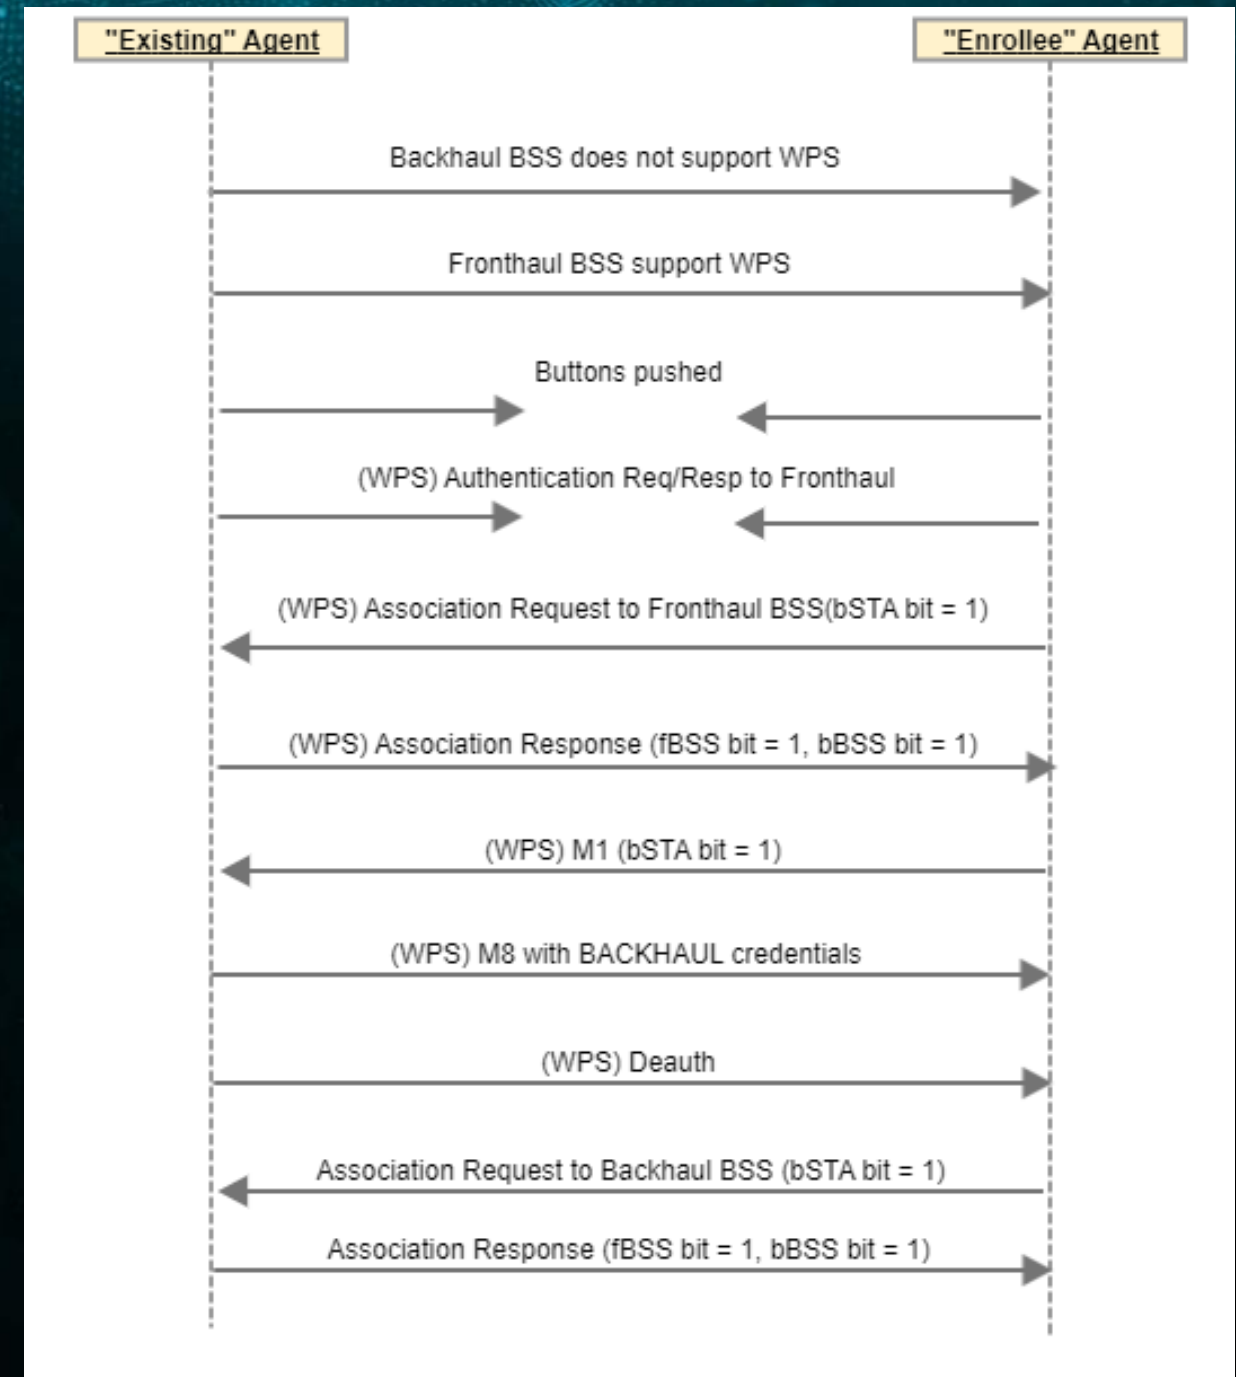 "Existing" Agent
"Enrollee" Agent
Backhaul BSS does not support WPS
Fronthaul BSS support WPS
Buttons pushed
(WPS) Authentication Req/Resp to Fronthaul
(WPS) Association Request to Fronthaul BSS(bSTA bit = 1)
(WPS) Association Response (fBSS bit = 1, bBSS bit = 1)
(WPS) M1 (bSTA bit = 1)
(WPS) M8 with BACKHAUL credentials
(WPS) Deauth
Association Request to Backhaul BSS (bSTA bit = 1)
Association Response (fBSS bit = 1, bBSS bit = 1)